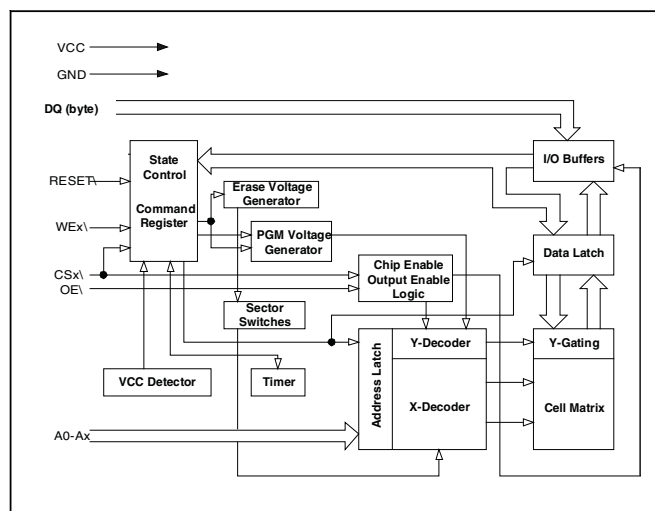 VCC
GND
DQ (byte)
State
Control
Command
Register
I/O Buffers
RESET\
Erase Voltage
Generator
WEx\
PGM Voltage
Generator
Data Latch
CSx\
OE\
Chip Enable
Output Enable
Logic
Sector
Switches
Address Latch
Y-Decoder
Y-Gating
VCC Detector
Timer
X-Decoder
Cell Matrix
A0-Ax